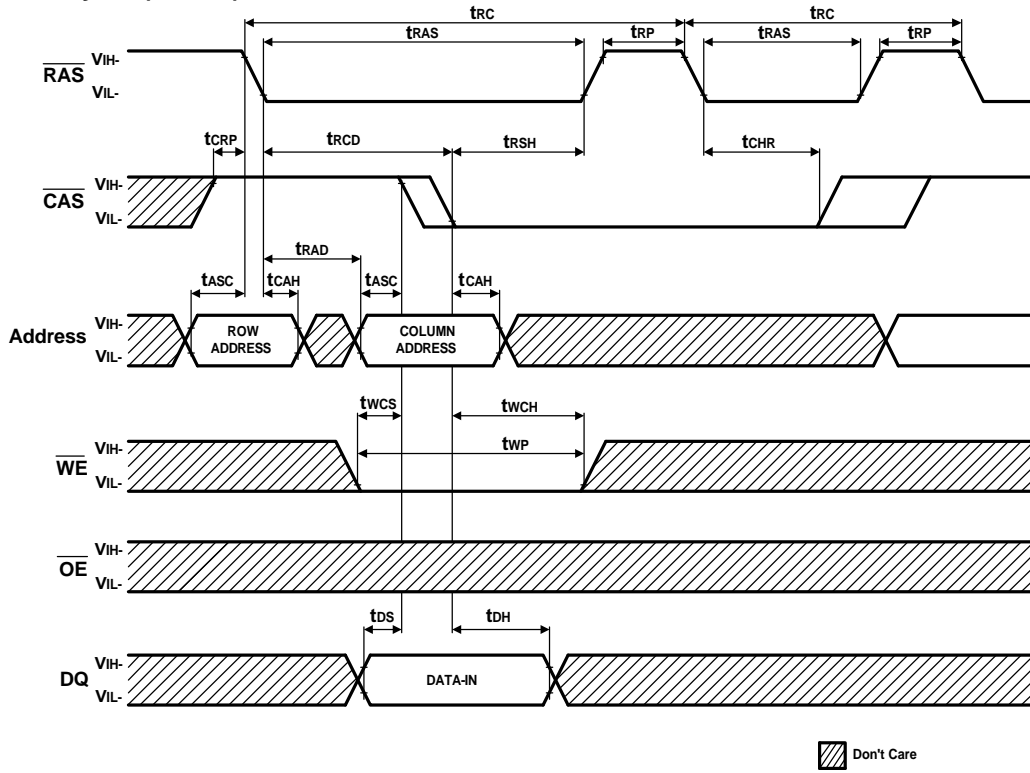 tRC tRC
tRAS tRP tRAS tRP
RAS VIH-
VIL-
tCRP tRCD tRSH tCHR
CAS VIH-
VIL-
tRAD
tASC tCAH tASC tCAH
Address VIH-
VIL-
ROW ADDRESS
COLUMN ADDRESS
tWCS tWCH
tWP
WE VIH-
VIL-
OE VIH-
VIL-
tDS tDH
DQ VIH-
VIL-
DATA-IN
Don't Care